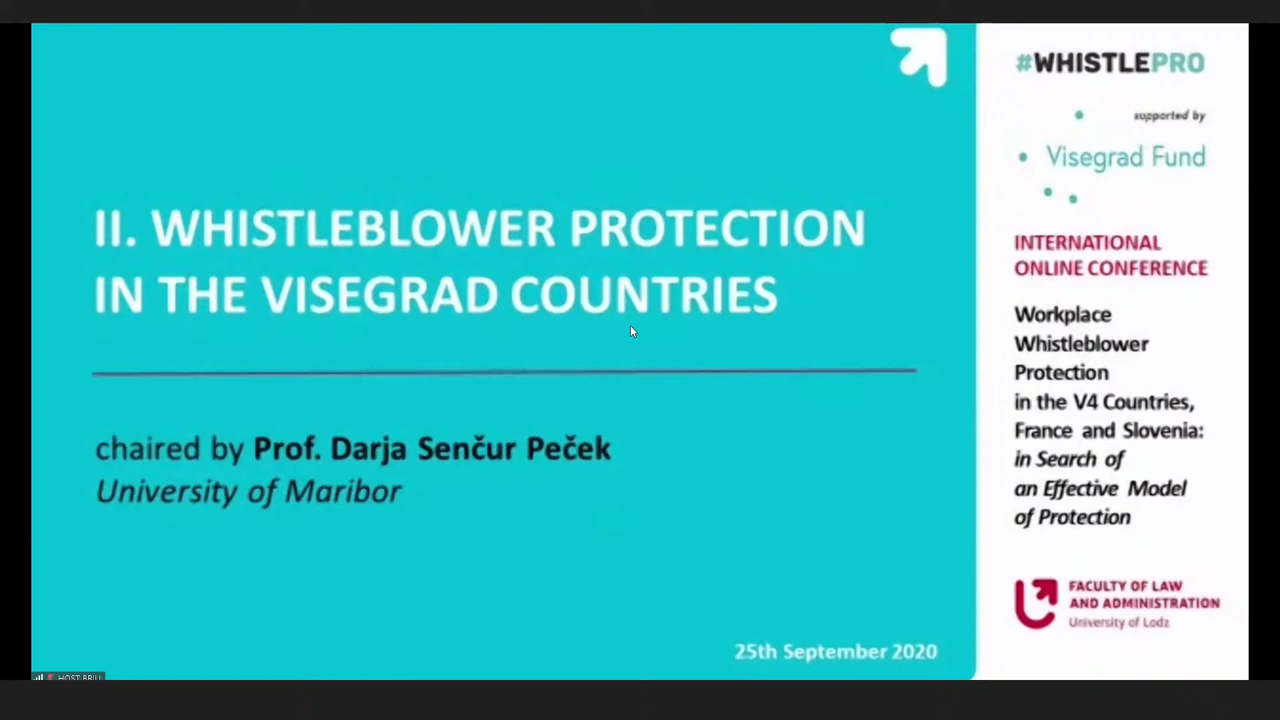 II. WHISTLEBLOWER PROTECTION
IN THE VISEGRAD COUNTRIES
chaired by Prof. Darja Senčur Peček
University of Maribor
25th September 2020
#WHISTLEPRO
supported by
Visegrad Fund
INTERNATIONAL
ONLINE CONFERENCE
Workplace
Whistleblower
Protection
in the V4 Countries,
France and Slovenia:
in Search of
an Effective Model
of Protection
FACULTY OF LAW
AND ADMINISTRATION
University of Lodz
HOST BRILL